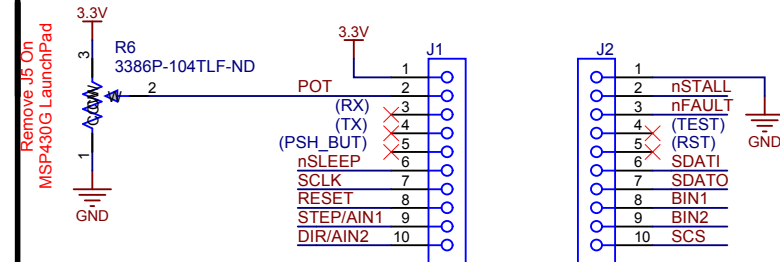 Remove J5 On
MSP430G LaunchPad
3.3V
R6
3386P-104TLF-ND
3
CCW
2
1
GND
3.3V
J1
1
POT 2
(RX) 3
(TX) 4
(PSH_BUT) 5
nSLEEP 6
SCLK 7
RESET 8
STEP/AIN1 9
DIR/AIN2 10
J2
1
2 nSTALL
3 nFAULT
4 (TEST)
5 (RST)
6 SDATI
7 SDATO
8 BIN1
9 BIN2
10 SCS
GND